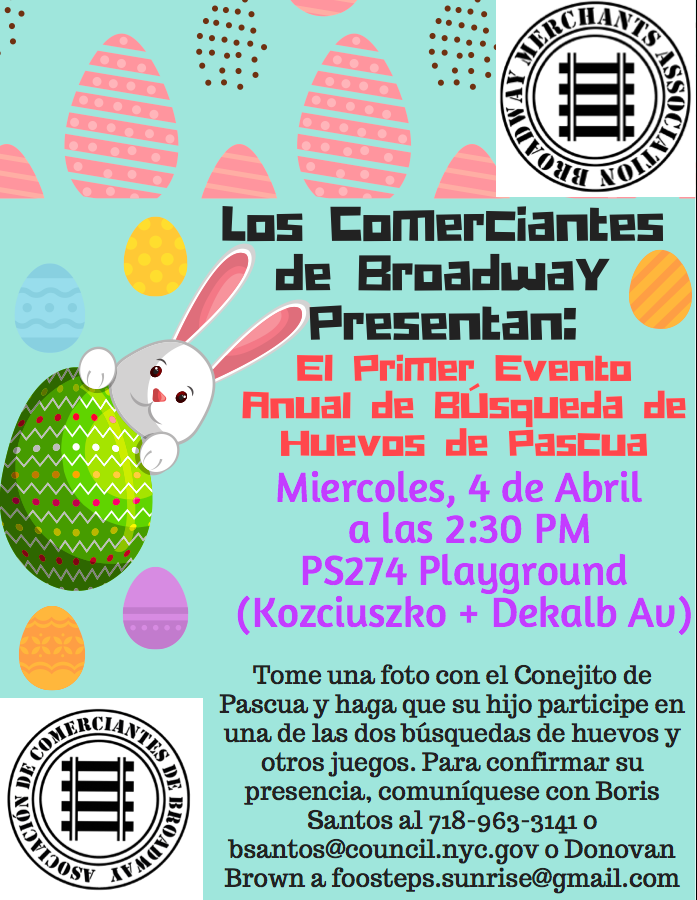 BROADWAY MERCHANTS ASSOCIATION
Los Comerciantes
de Broadway
Presentan:
El Primer Evento
Anual de Búsqueda de
Huevos de Pascua
Miercoles, 4 de Abril
a las 2:30 PM
PS274 Playground
(Kozciuszko + Dekalb Av)
Tome una foto con el Conejito de
Pascua y haga que su hijo participe en
una de las dos búsquedas de huevos y
otros juegos. Para confirmar su
presencia, comuníquese con Boris
Santos al 718-963-3141 o
bsantos@council.nyc.gov o Donovan
Brown a foosteps.sunrise@gmail.com
ASOCIACIÓN DE COMERCIANTES DE BROADWAY